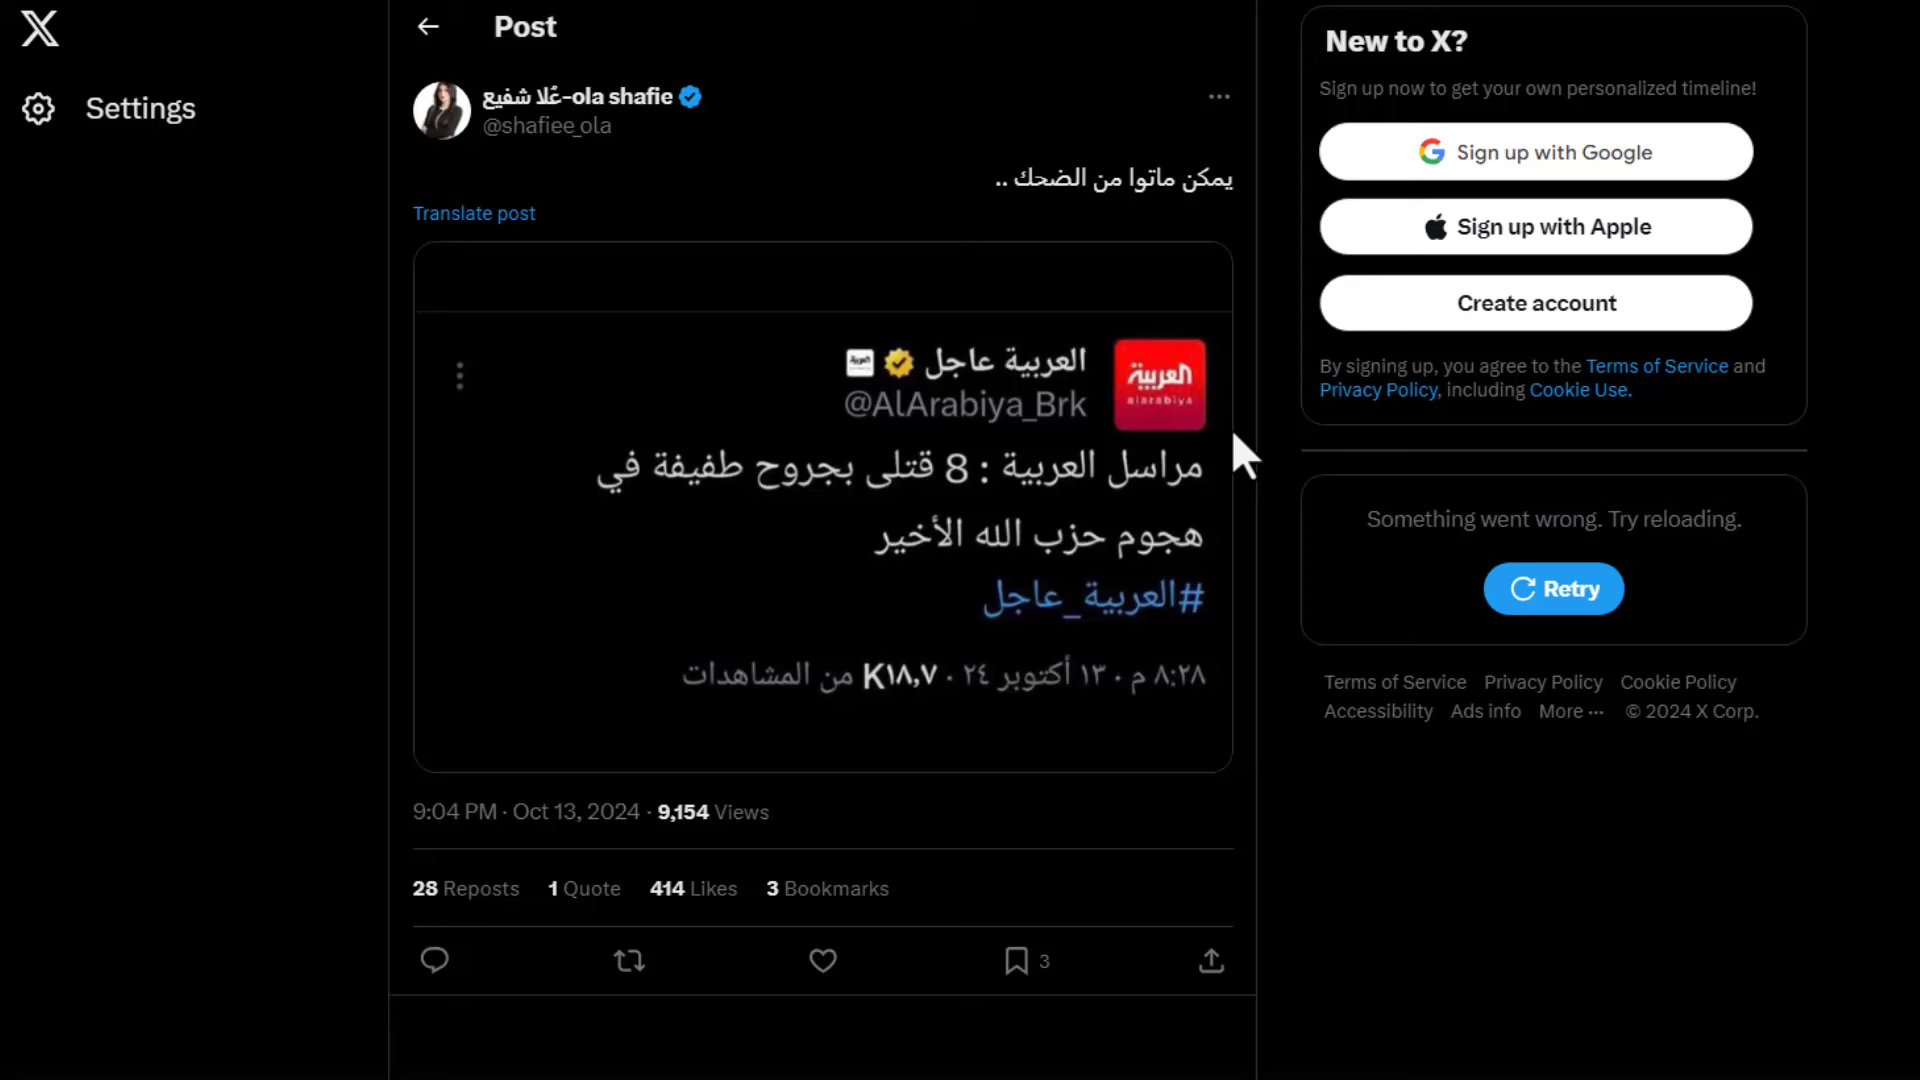 Settings
Post
عُلا شفيع-ola shafie
@shafiee_ola
يمكن ماتوا من الضحك ..
Translate post
العربية عاجل
@AlArabiya_Brk
العربية
alarabiya
مراسل العربية : 8 قتلى بجروح طفيفة في
هجوم حزب الله الأخير
#العربية_عاجل
٨:٢٨ م · ١٣ أكتوبر ٢٤ · K١٨,٧ من المشاهدات
9:04 PM · Oct 13, 2024 · 9,154 Views
28 Reposts 1 Quote 414 Likes 3 Bookmarks
3
New to X?
Sign up now to get your own personalized timeline!
Sign up with Google
Sign up with Apple
Create account
By signing up, you agree to the Terms of Service and
Privacy Policy, including Cookie Use.
Something went wrong. Try reloading.
Retry
Terms of Service Privacy Policy Cookie Policy
Accessibility Ads info More ··· © 2024 X Corp.